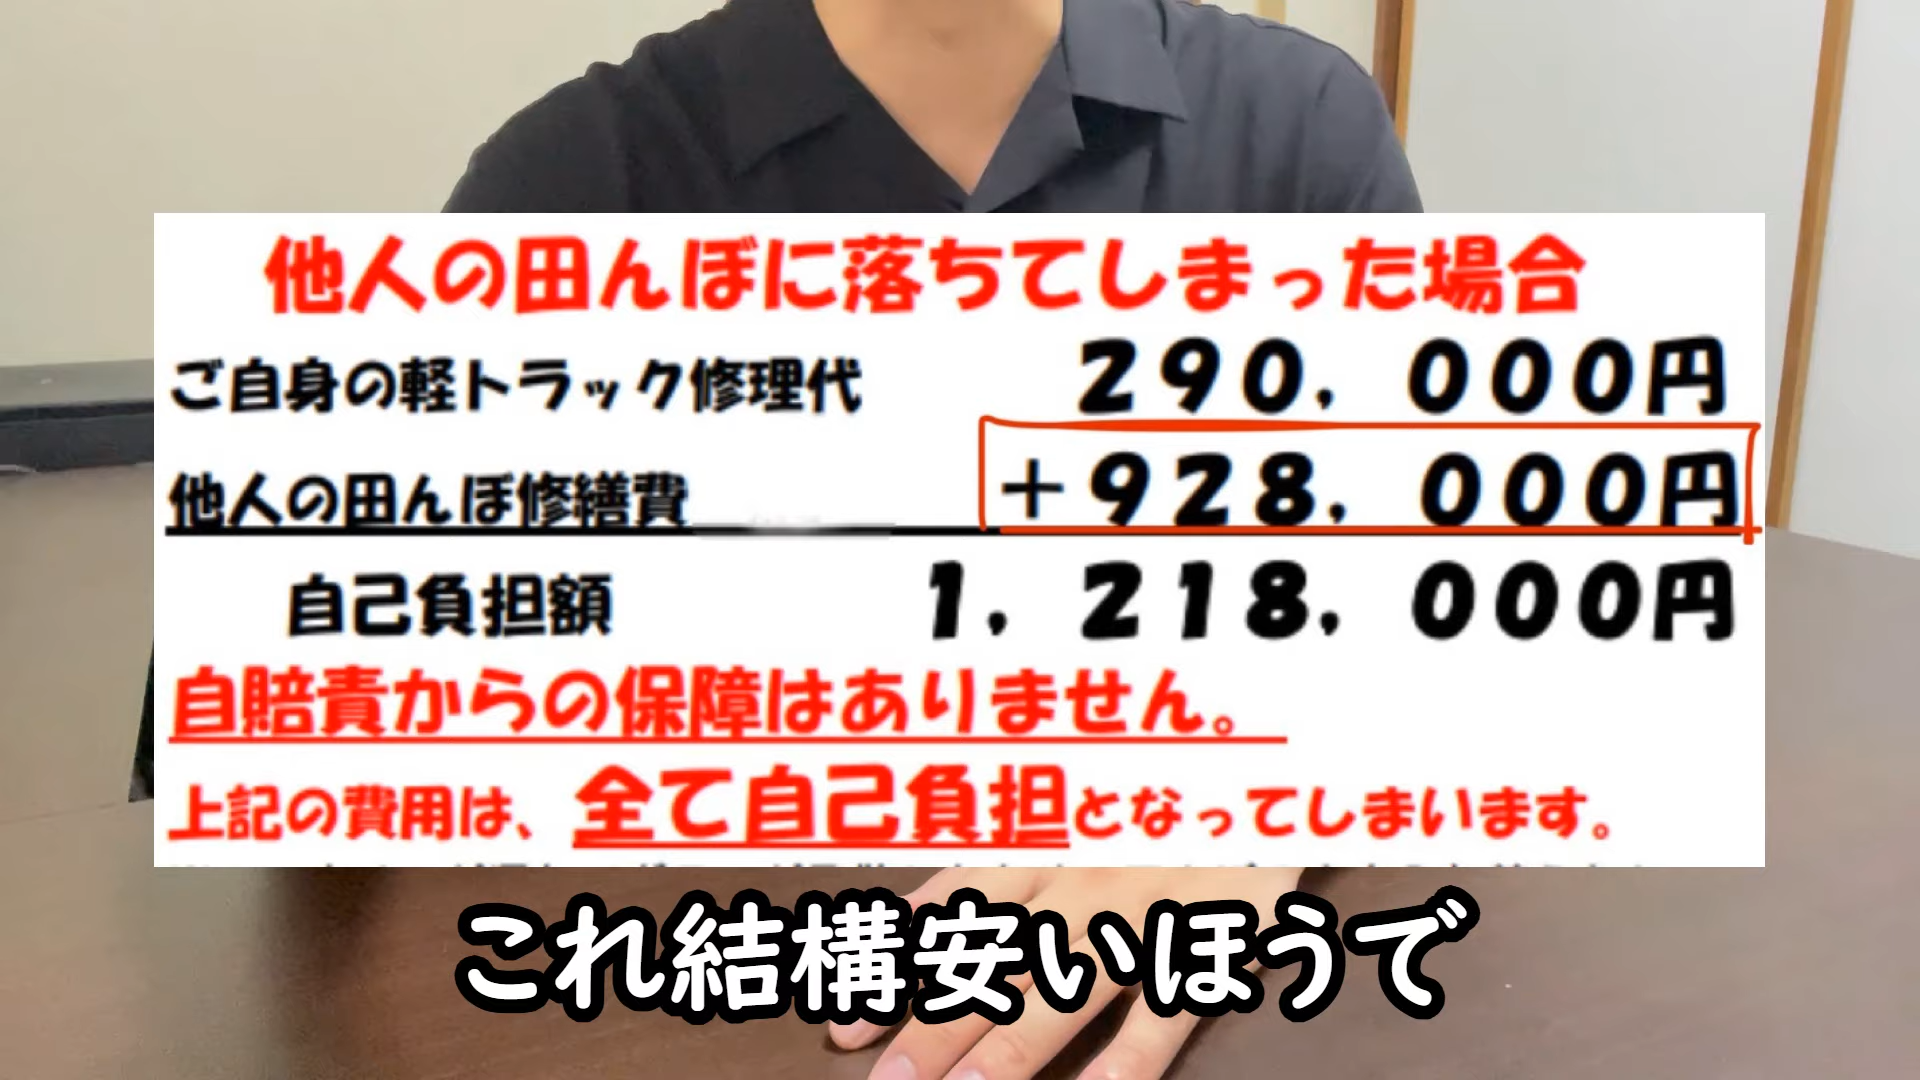 他人の田んぼに落ちてしまった場合
ご自身の軽トラック修理代 290,000円
他人の田んぼ修繕費 +928,000円
自己負担額 1,218,000円
自賠責からの保障はありません。
上記の費用は、全て自己負担となってしまいます。
これ結構安いほうで